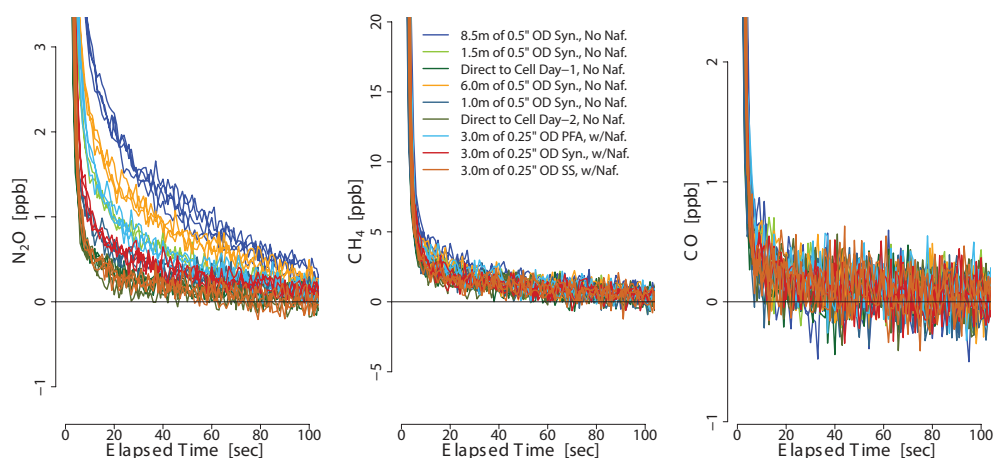 N₂O [ppb]
3
2
1
0
−1
0 20 40 60 80 100
Elapsed Time [sec]
CH₄ [ppb]
20
15
10
5
0
−5
8.5m of 0.5" OD Syn., No Naf.
1.5m of 0.5" OD Syn., No Naf.
Direct to Cell Day−1, No Naf.
6.0m of 0.5" OD Syn., No Naf.
1.0m of 0.5" OD Syn., No Naf.
Direct to Cell Day−2, No Naf.
3.0m of 0.25" OD PFA, w/Naf.
3.0m of 0.25" OD Syn., w/Naf.
3.0m of 0.25" OD SS, w/Naf.
0 20 40 60 80 100
Elapsed Time [sec]
CO [ppb]
2
1
0
−1
0 20 40 60 80 100
Elapsed Time [sec]